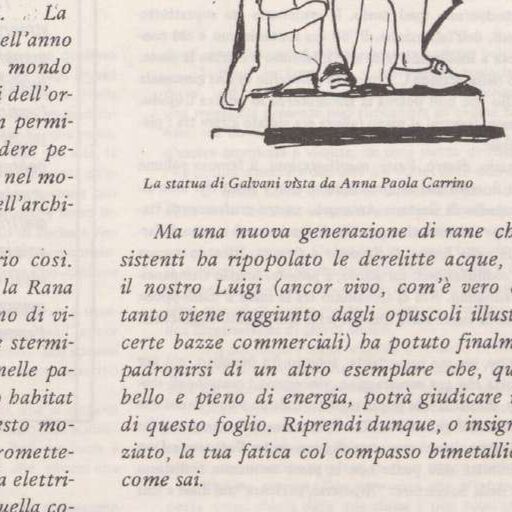 . La
ell'anno
mondo
i dell'or-
n permi-
dere pe-
nel mo-
ell'archi-
rio così.
la Rana
no di vi-
e stermi-
nelle pa-
o habitat
esto mo-
romette-
a elettri-
uella co-
La statua di Galvani vista da Anna Paola Carrino
Ma una nuova generazione di rane ch
sistenti ha ripopolato le derelitte acque,
il nostro Luigi (ancor vivo, com'è vero
tanto viene raggiunto dagli opuscoli illust
certe bazze commerciali) ha potuto finalm
padronirsi di un altro esemplare che, qu
bello e pieno di energia, potrà giudicare
di questo foglio. Riprendi dunque, o insign
ziato, la tua fatica col compasso bimetallic
come sai.